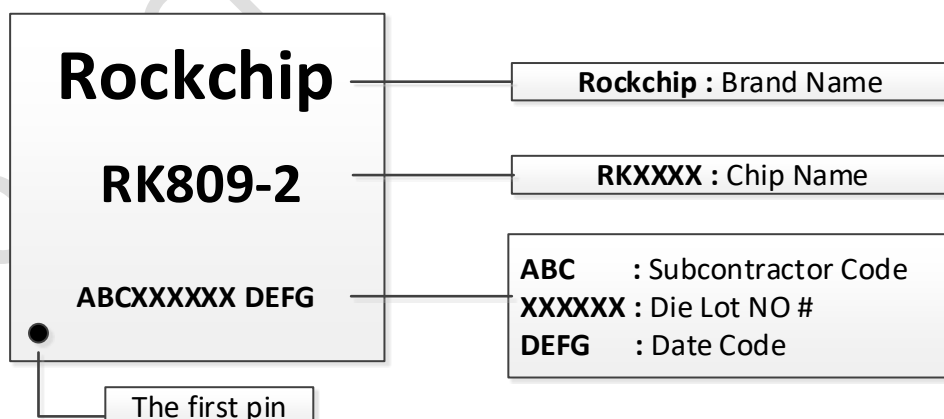 Rockchip
Rockchip : Brand Name
RK809-2
RKXXXX : Chip Name
ABCXXXXXX DEFG
ABC : Subcontractor Code
XXXXXX : Die Lot NO #
DEFG : Date Code
The first pin